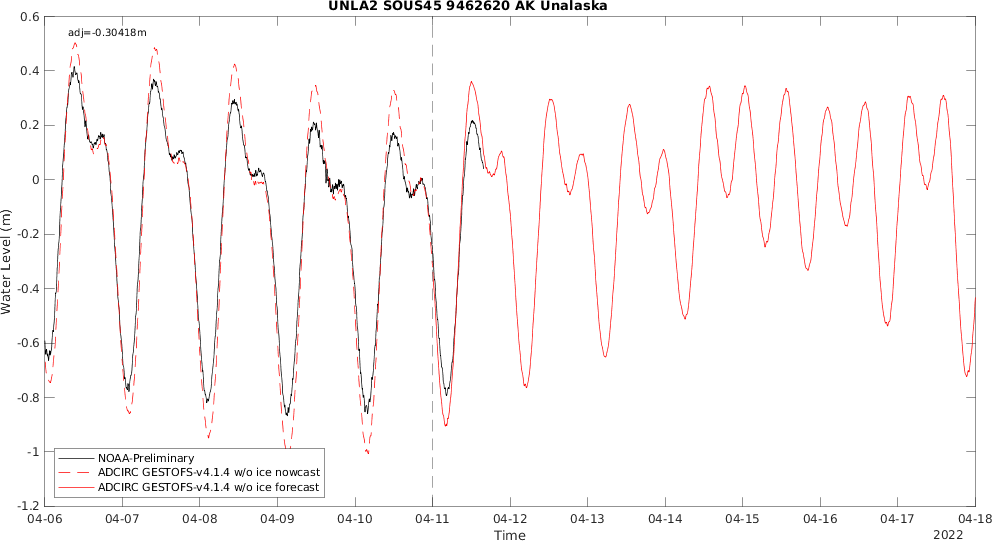 UNLA2 SOUS45 9462620 AK Unalaska
adj=-0.30418m
0.6
0.4
0.2
0
-0.2
-0.4
-0.6
-0.8
-1
-1.2
Water Level (m)
NOAA-Preliminary
ADCIRC GESTOFS-v4.1.4 w/o ice nowcast
ADCIRC GESTOFS-v4.1.4 w/o ice forecast
04-06 04-07 04-08 04-09 04-10 04-11 04-12 04-13 04-14 04-15 04-16 04-17 04-18
Time
2022